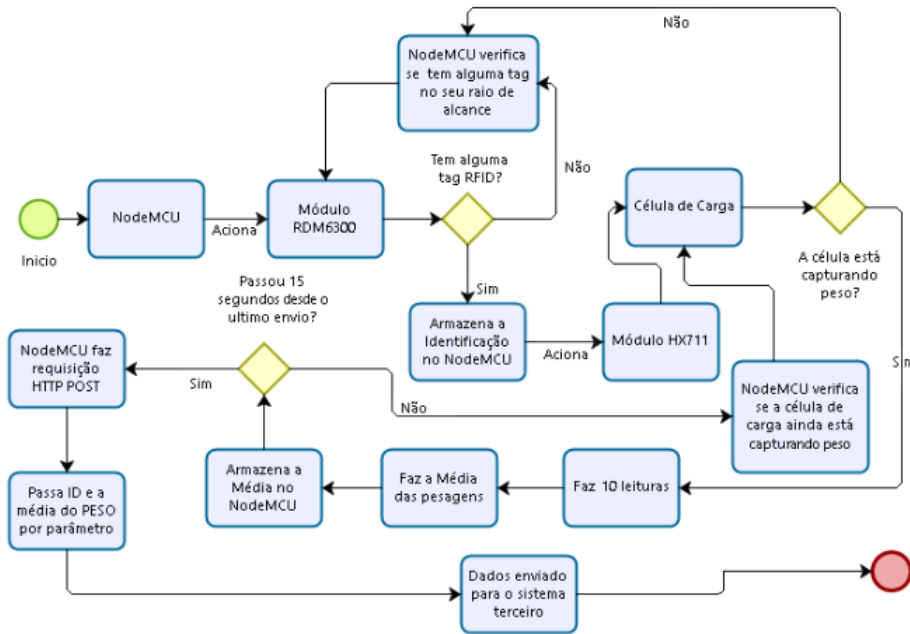 Não
NodeMCU verifica
se tem alguma tag
no seu raio de
alcance
Tem alguma
tag RFID?
Não
NodeMCU
Aciona
Módulo
RDM6300
Célula de Carga
Inicio
A célula está
capturando
peso?
Passou 15
segundos desde o
ultimo envio?
Sim
Armazena a
Identificação
no NodeMCU
Aciona
Módulo HX711
NodeMCU faz
requisição
HTTP POST
Sim
Não
NodeMCU verifica
se a célula de
carga ainda está
capturando peso
Sim
Passa ID e a
média do PESO
por parâmetro
Armazena a
Média no
NodeMCU
Faz a Média
das pesagens
Faz 10 leituras
Dados enviado
para o sistema
terceiro